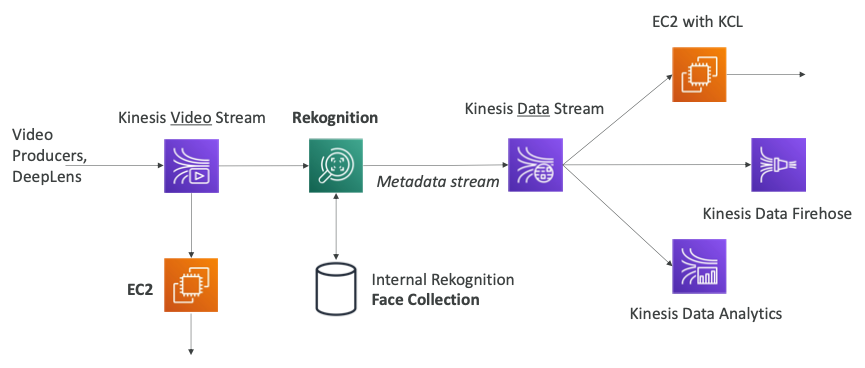 EC2 with KCL
Kinesis Video Stream
Rekognition
Kinesis Data Stream
Video
Producers,
DeepLens
Metadata stream
Kinesis Data Firehose
EC2
Internal Rekognition
Face Collection
Kinesis Data Analytics